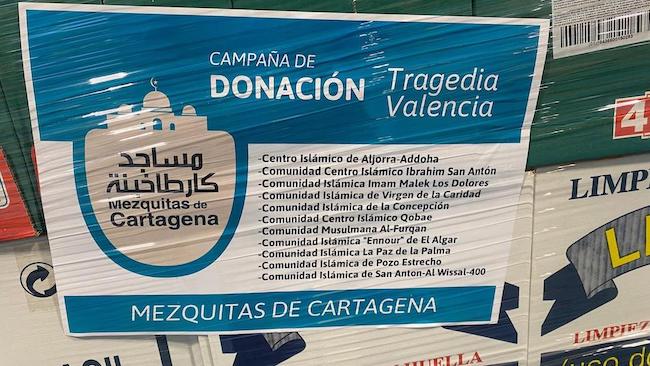 CAMPAÑA DE
DONACIÓN
Tragedia
Valencia
مساجد
كارطاخينة
Mezquitas de
Cartagena
-Centro Islámico de Aljorra-Addoha
-Comunidad Centro Islámico Ibrahim San Antón
-Comunidad Islámica Imam Malek Los Dolores
-Comunidad Islámica de Virgen de la Caridad
-Comunidad Islámica de la Concepción
-Comunidad Centro Islámico Qobae
-Comunidad Musulmana Al-Furqan
-Comunidad Islámica "Ennour" de El Algar
-Comunidad Islámica La Paz de la Palma
-Comunidad Islámica de Pozo Estrecho
-Comunidad Islámica de San Anton-Al Wissal-400
MEZQUITAS DE CARTAGENA
4
LIMP
LIMPIEZ
uso d
HUELLA